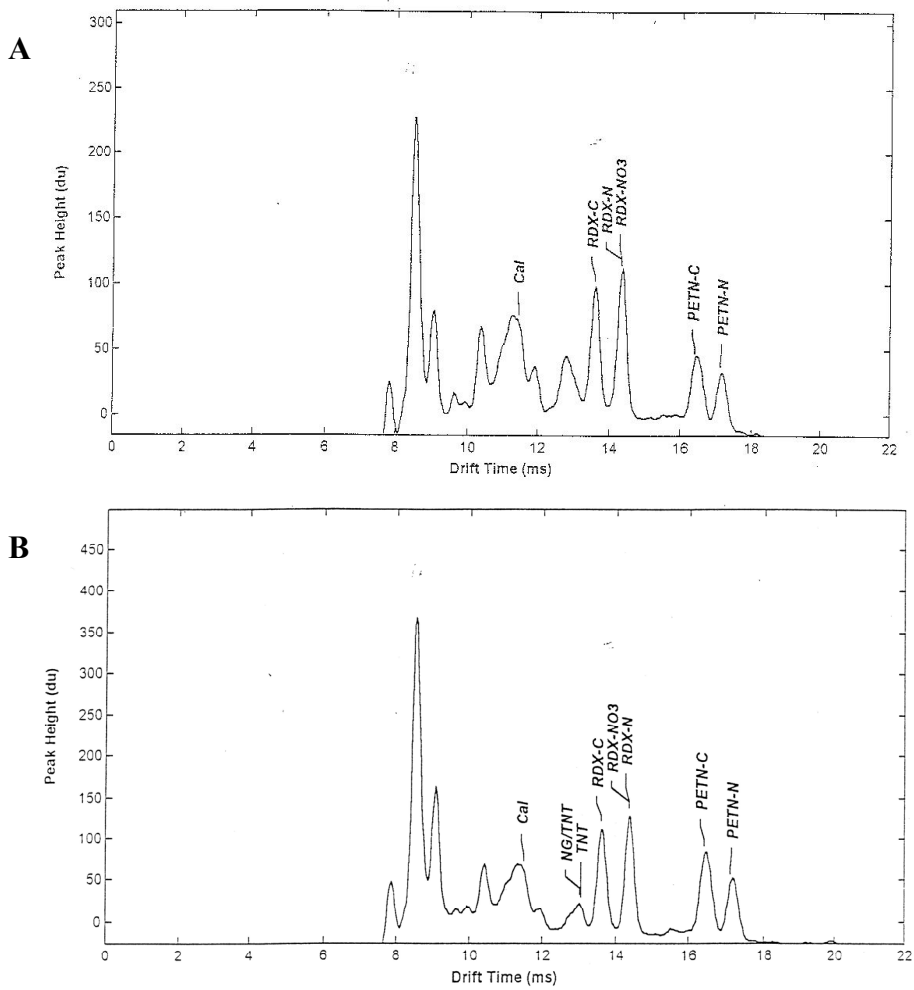 A
300
250
200
150
100
50
0
Peak Height (du)
Cal
RDX-C
RDX-N
RDX-NO3
PETN-C
PETN-N
0 2 4 6 8 10 12 14 16 18 20 22
Drift Time (ms)
B
450
400
350
300
250
200
150
100
50
0
Peak Height (du)
Cal
NG/TNT
TNT
RDX-C
RDX-NO3
RDX-N
PETN-C
PETN-N
0 2 4 6 8 10 12 14 16 18 20 22
Drift Time (ms)